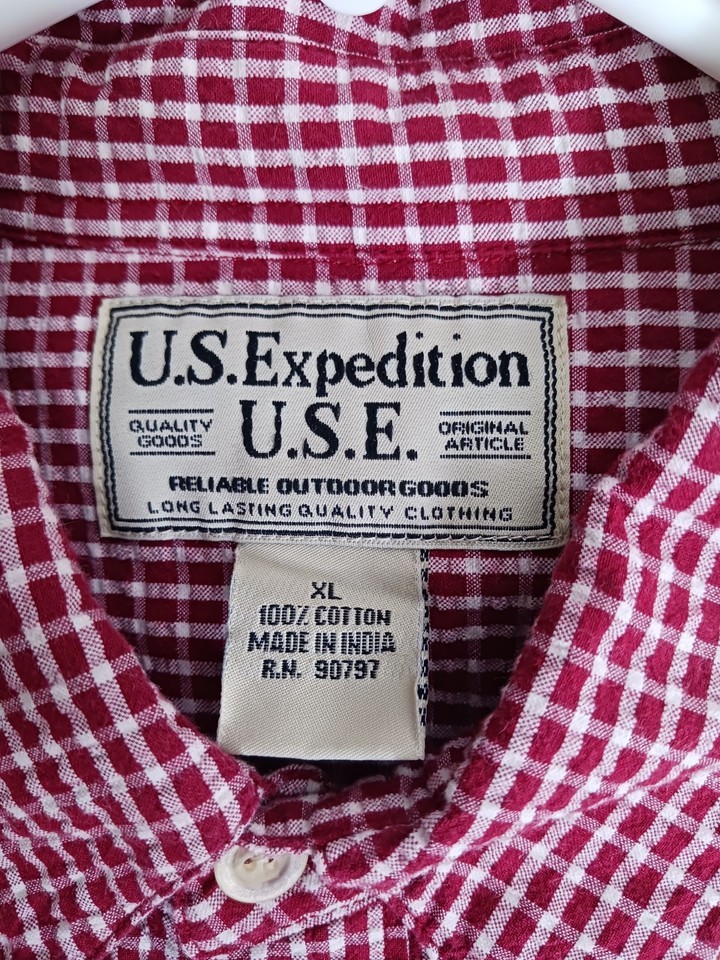 U.S.Expedition
QUALITY GOODS
U.S.E.
ORIGINAL ARTICLE
RELIABLE OUTDOOR GOODS
LONG LASTING QUALITY CLOTHING
XL
100% COTTON
MADE IN INDIA
R.N. 90797